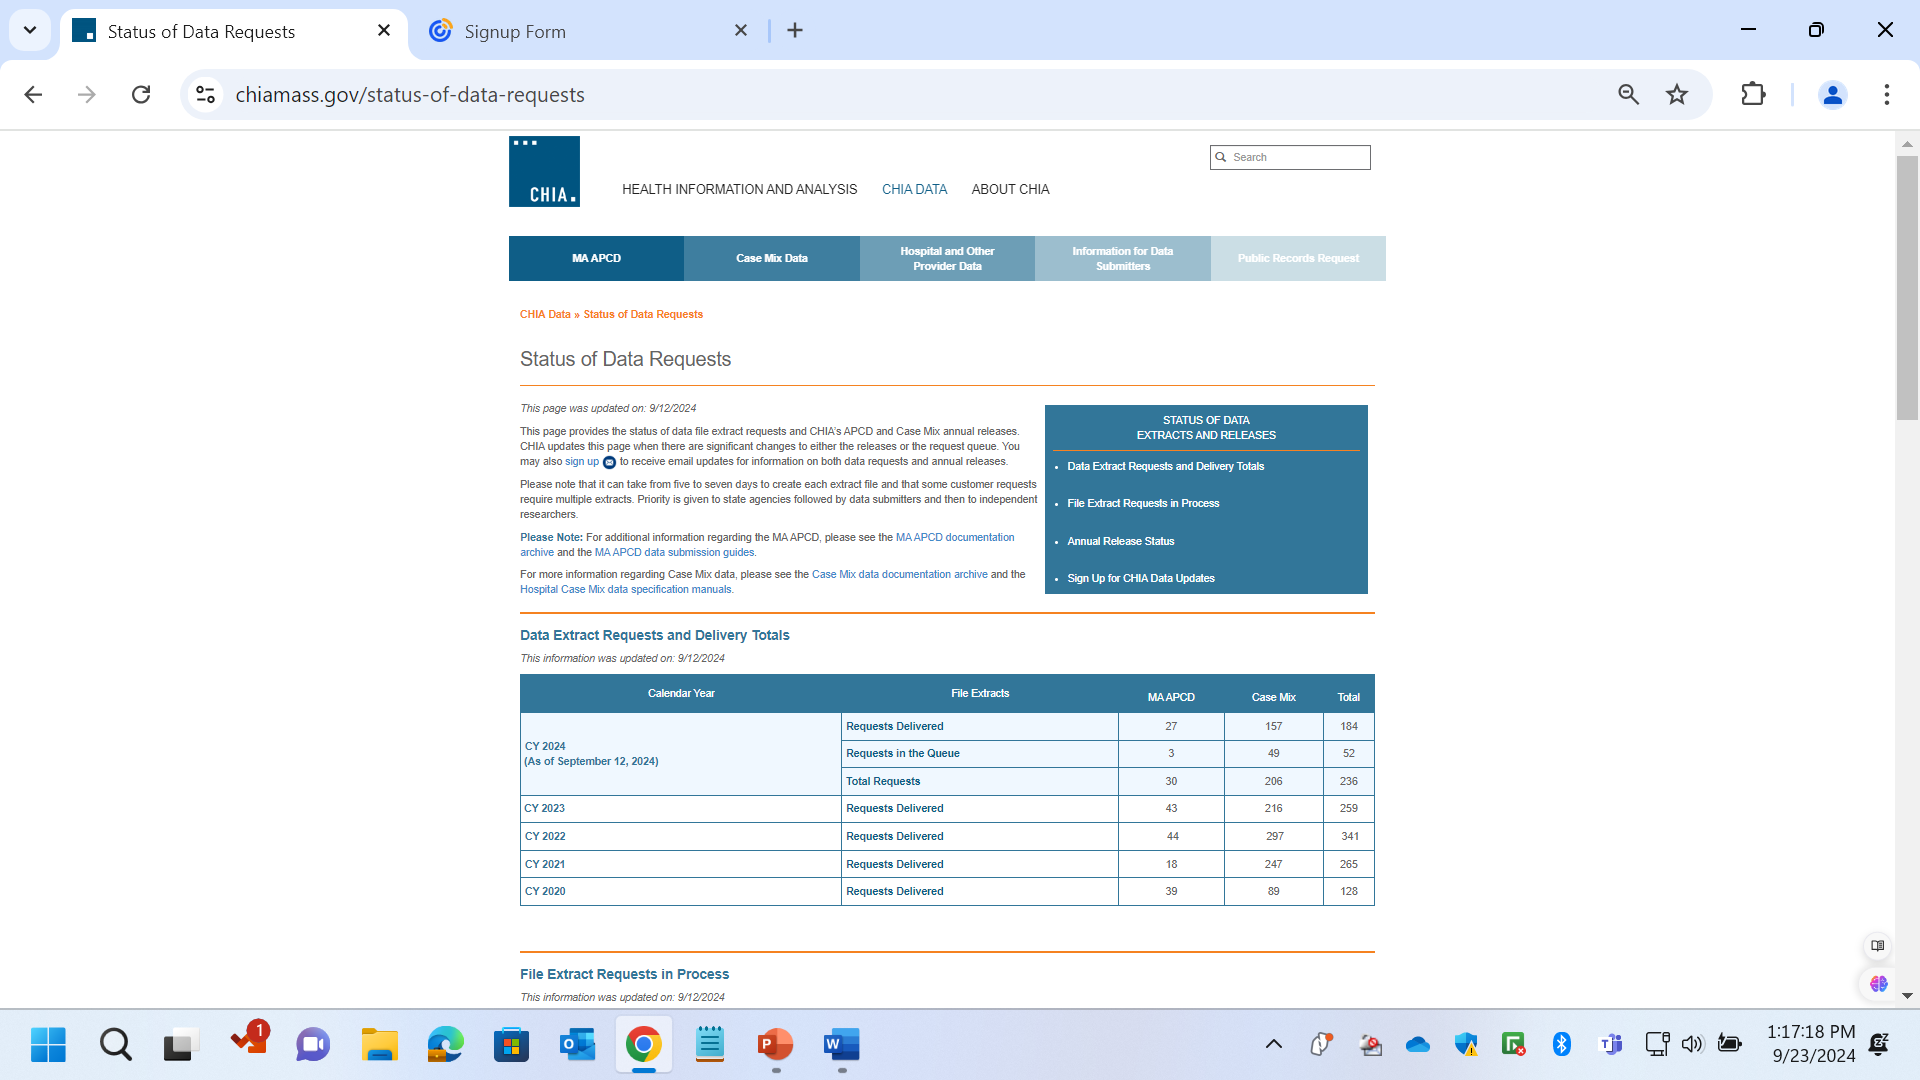 Status of Data Requests
Signup Form
chiamass.gov/status-of-data-requests
CHIA.
Search
HEALTH INFORMATION AND ANALYSIS CHIA DATA ABOUT CHIA
MA APCD
Case Mix Data
Hospital and Other
Provider Data
Information for Data
Submitters
Public Records Request
CHIA Data » Status of Data Requests
Status of Data Requests
This page was updated on: 9/12/2024
This page provides the status of data file extract requests and CHIA's APCD and Case Mix annual releases.
CHIA updates this page when there are significant changes to either the releases or the request queue. You
may also sign up to receive email updates for information on both data requests and annual releases.
Please note that it can take from five to seven days to create each extract file and that some customer requests
require multiple extracts. Priority is given to state agencies followed by data submitters and then to independent
researchers.
Please Note: For additional information regarding the MA APCD, please see the MA APCD documentation
archive and the MA APCD data submission guides.
For more information regarding Case Mix data, please see the Case Mix data documentation archive and the
Hospital Case Mix data specification manuals.
STATUS OF DATA
EXTRACTS AND RELEASES
• Data Extract Requests and Delivery Totals
• File Extract Requests in Process
• Annual Release Status
• Sign Up for CHIA Data Updates
Data Extract Requests and Delivery Totals
This information was updated on: 9/12/2024
Calendar Year File Extracts MA APCD Case Mix Total
CY 2024
(As of September 12, 2024)
Requests Delivered 27 157 184
Requests in the Queue 3 49 52
Total Requests 30 206 236
CY 2023 Requests Delivered 43 216 259
CY 2022 Requests Delivered 44 297 341
CY 2021 Requests Delivered 18 247 265
CY 2020 Requests Delivered 39 89 128
File Extract Requests in Process
This information was updated on: 9/12/2024
1
1:17:18 PM
9/23/2024